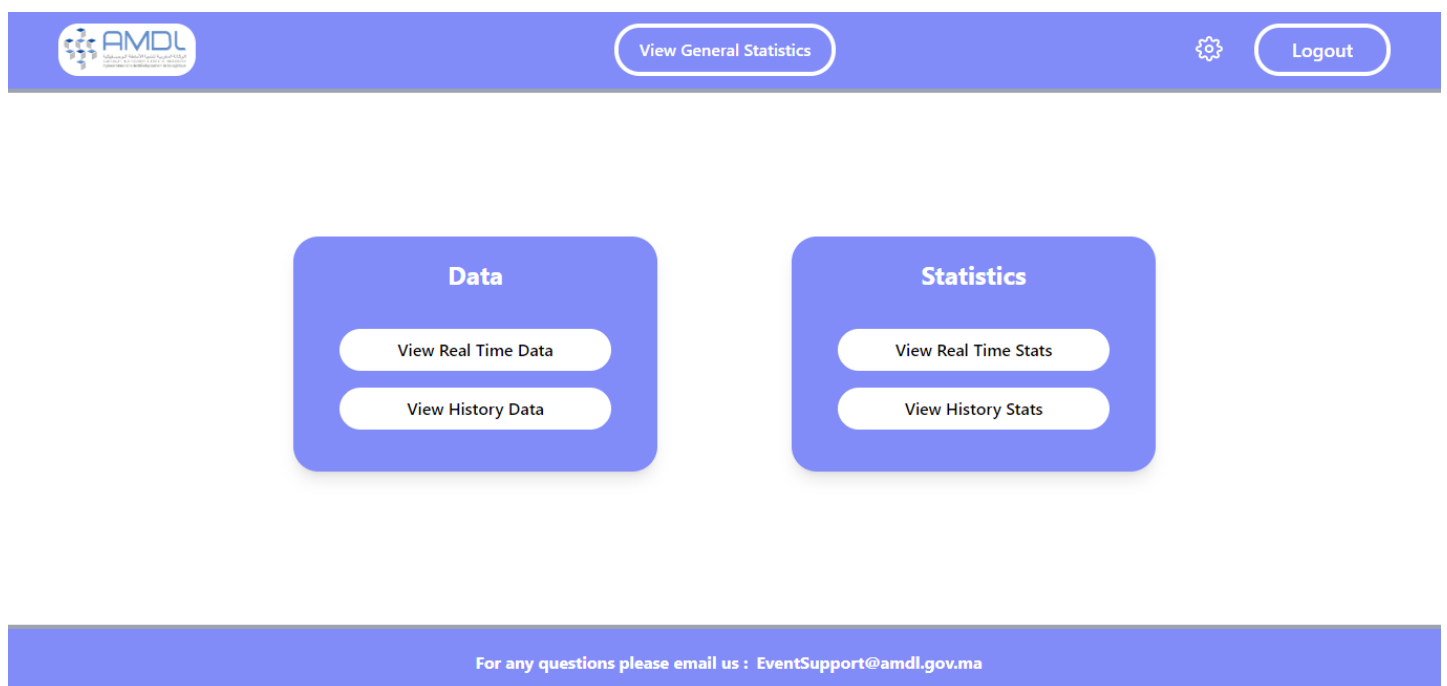 AMDL
View General Statistics
Logout
Data
View Real Time Data
View History Data
Statistics
View Real Time Stats
View History Stats
For any questions please email us : EventSupport@amdl.gov.ma